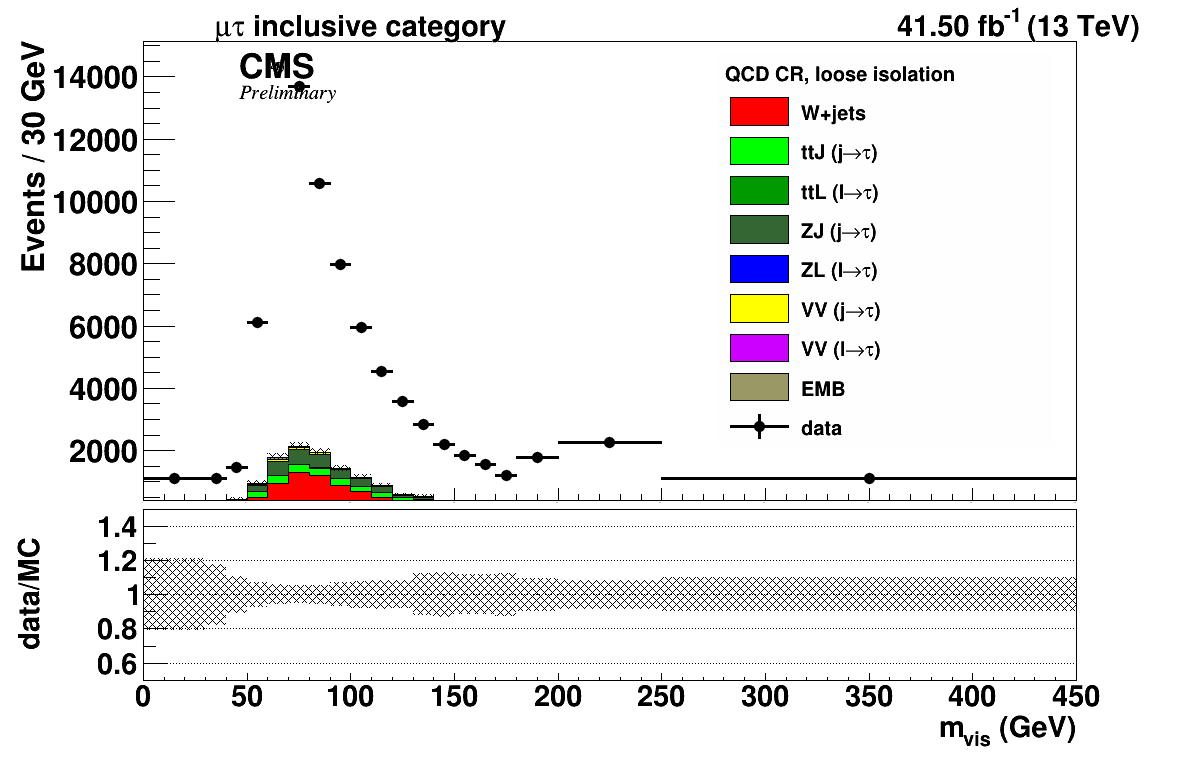 μτ inclusive category
41.50 fb-1 (13 TeV)
CMS
Preliminary
QCD CR, loose isolation
W+jets
ttJ (j→τ)
ttL (l→τ)
ZJ (j→τ)
ZL (l→τ)
VV (j→τ)
VV (l→τ)
EMB
data
Events / 30 GeV
14000
12000
10000
8000
6000
4000
2000
data/MC
1.4
1.2
1
0.8
0.6
0 50 100 150 200 250 300 350 400 450
mvis (GeV)